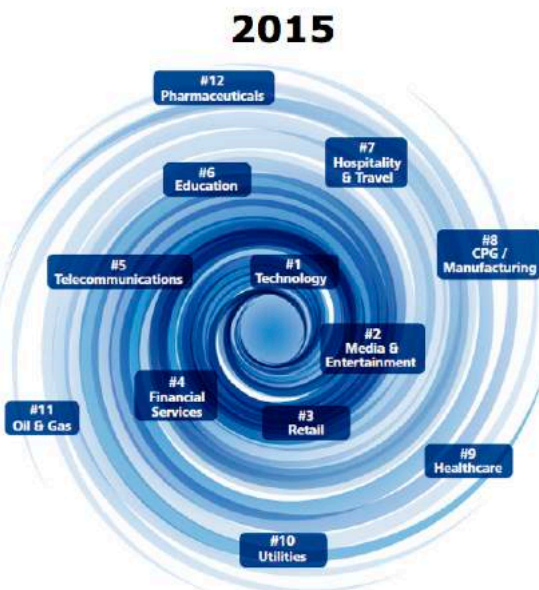 2015
#12
Pharmaceuticals
#7
Hospitality
& Travel
#6
Education
#8
CPG /
Manufacturing
#5
Telecommunications
#1
Technology
#2
Media &
Entertainment
#4
Financial
Services
#3
Retail
#11
Oil & Gas
#9
Healthcare
#10
Utilities